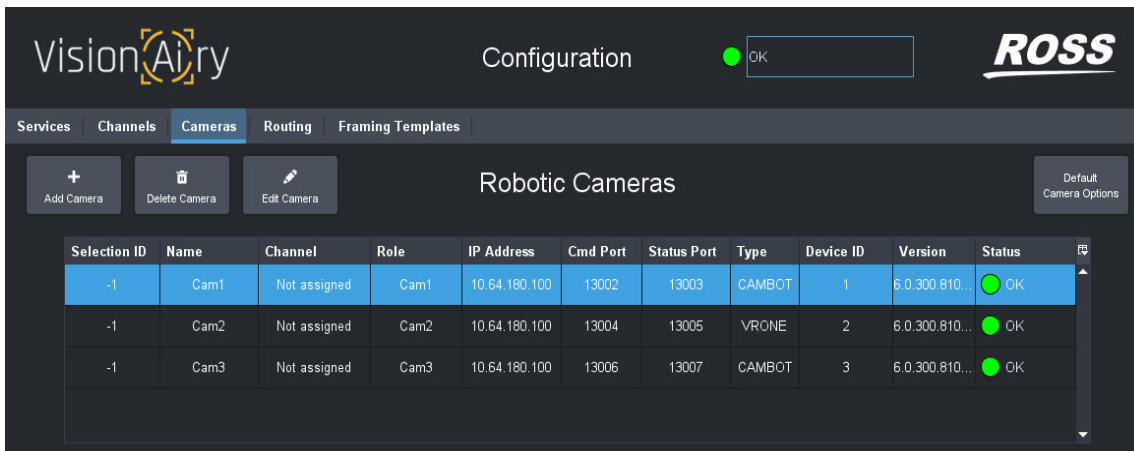 VisionAi)ry Configuration OK ROSS
Services Channels Cameras Routing Framing Templates
Add Camera Delete Camera Edit Camera Robotic Cameras Default
Camera Options
Selection ID Name Channel Role IP Address Cmd Port Status Port Type Device ID Version Status
-1 Cam1 Not assigned Cam1 10.64.180.100 13002 13003 CAMBOT 1 6.0.300.810... OK
-1 Cam2 Not assigned Cam2 10.64.180.100 13004 13005 VRONE 2 6.0.300.810... OK
-1 Cam3 Not assigned Cam3 10.64.180.100 13006 13007 CAMBOT 3 6.0.300.810... OK